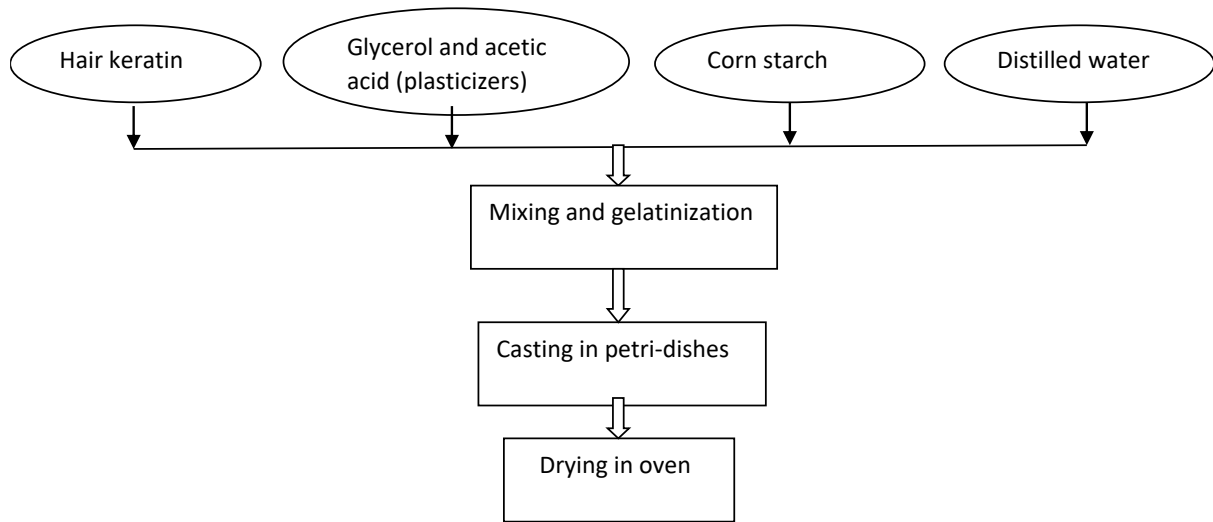 Hair keratin
Glycerol and acetic
acid (plasticizers)
Corn starch
Distilled water
Mixing and gelatinization
Casting in petri-dishes
Drying in oven